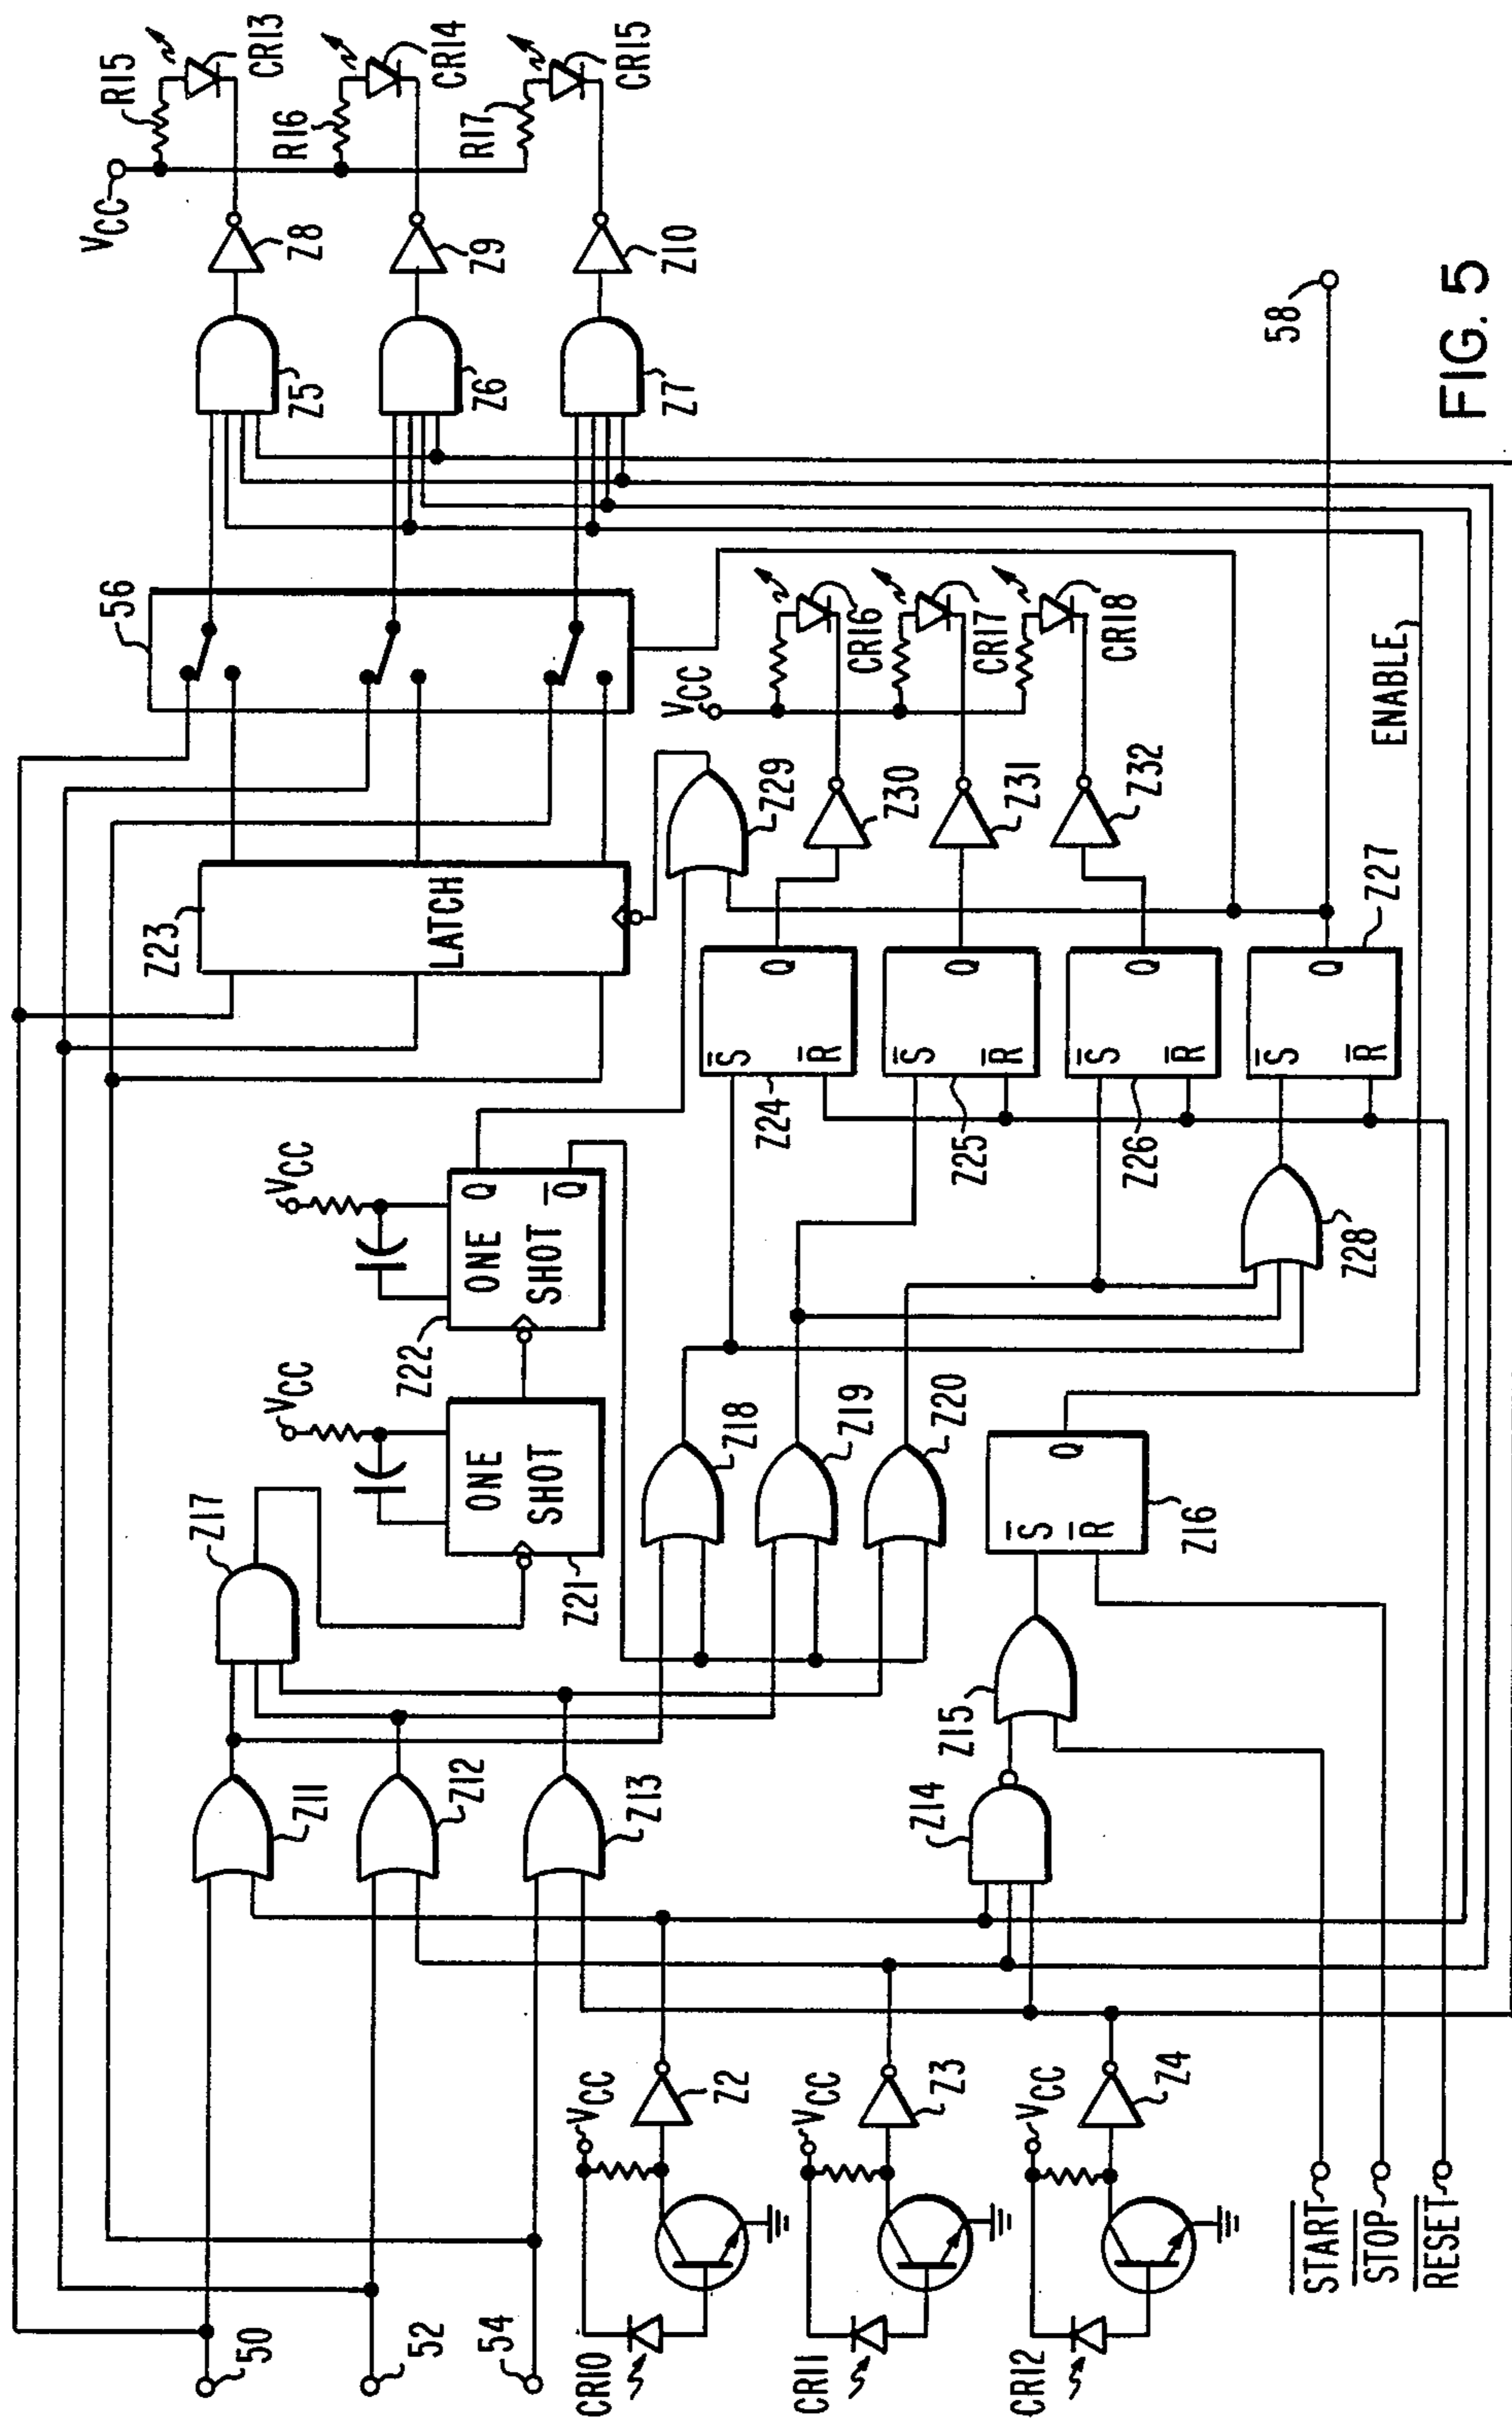 50
52
54
CR10
VCC
Z2
CR11
VCC
Z3
CR12
VCC
Z4
START
STOP
RESET
Z11
Z12
Z13
Z14
Z15
S
R
Q
Z16
Z17
VCC
ONE
SHOT
Z21
VCC
ONE
SHOT
Q
Q
Z22
Z18
Z19
Z20
Z28
Z23
LATCH
S
R
Q
Z24
S
R
Q
Z25
S
R
Q
Z26
S
R
Q
Z27
Z29
Z30
Z31
Z32
VCC
CR16
CR17
CR18
ENABLE
56
58
Z5
Z6
Z7
Z8
Z9
Z10
VCC
R15
CR13
R16
CR14
R17
CR15
FIG. 5